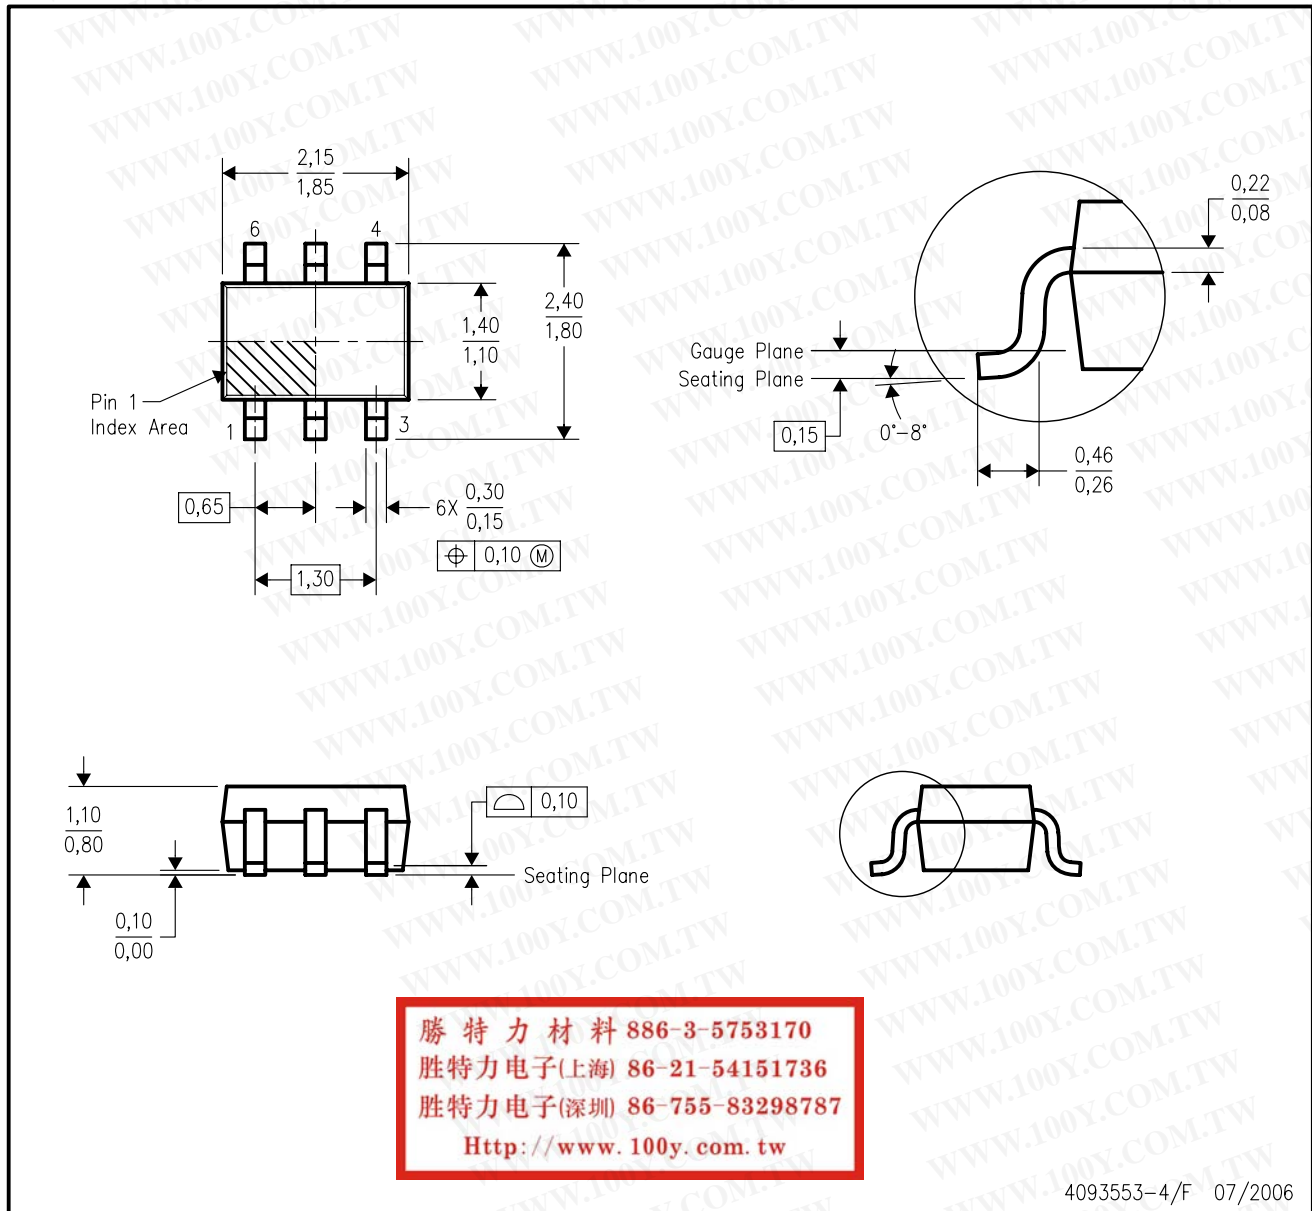 2,15
1,85
6
4
1,40
1,10
2,40
1,80
Pin 1
Index Area
1
3
0,65
6X 0,30
0,15
0,10 Ⓜ
1,30
0,22
0,08
Gauge Plane
Seating Plane
0,15
0°-8°
0,46
0,26
1,10
0,80
0,10
Seating Plane
0,10
0,00
勝特力材料 886-3-5753170
胜特力电子(上海) 86-21-54151736
胜特力电子(深圳) 86-755-83298787
Http://www.100y.com.tw
4093553-4/F 07/2006
WWW.100Y.COM.TW